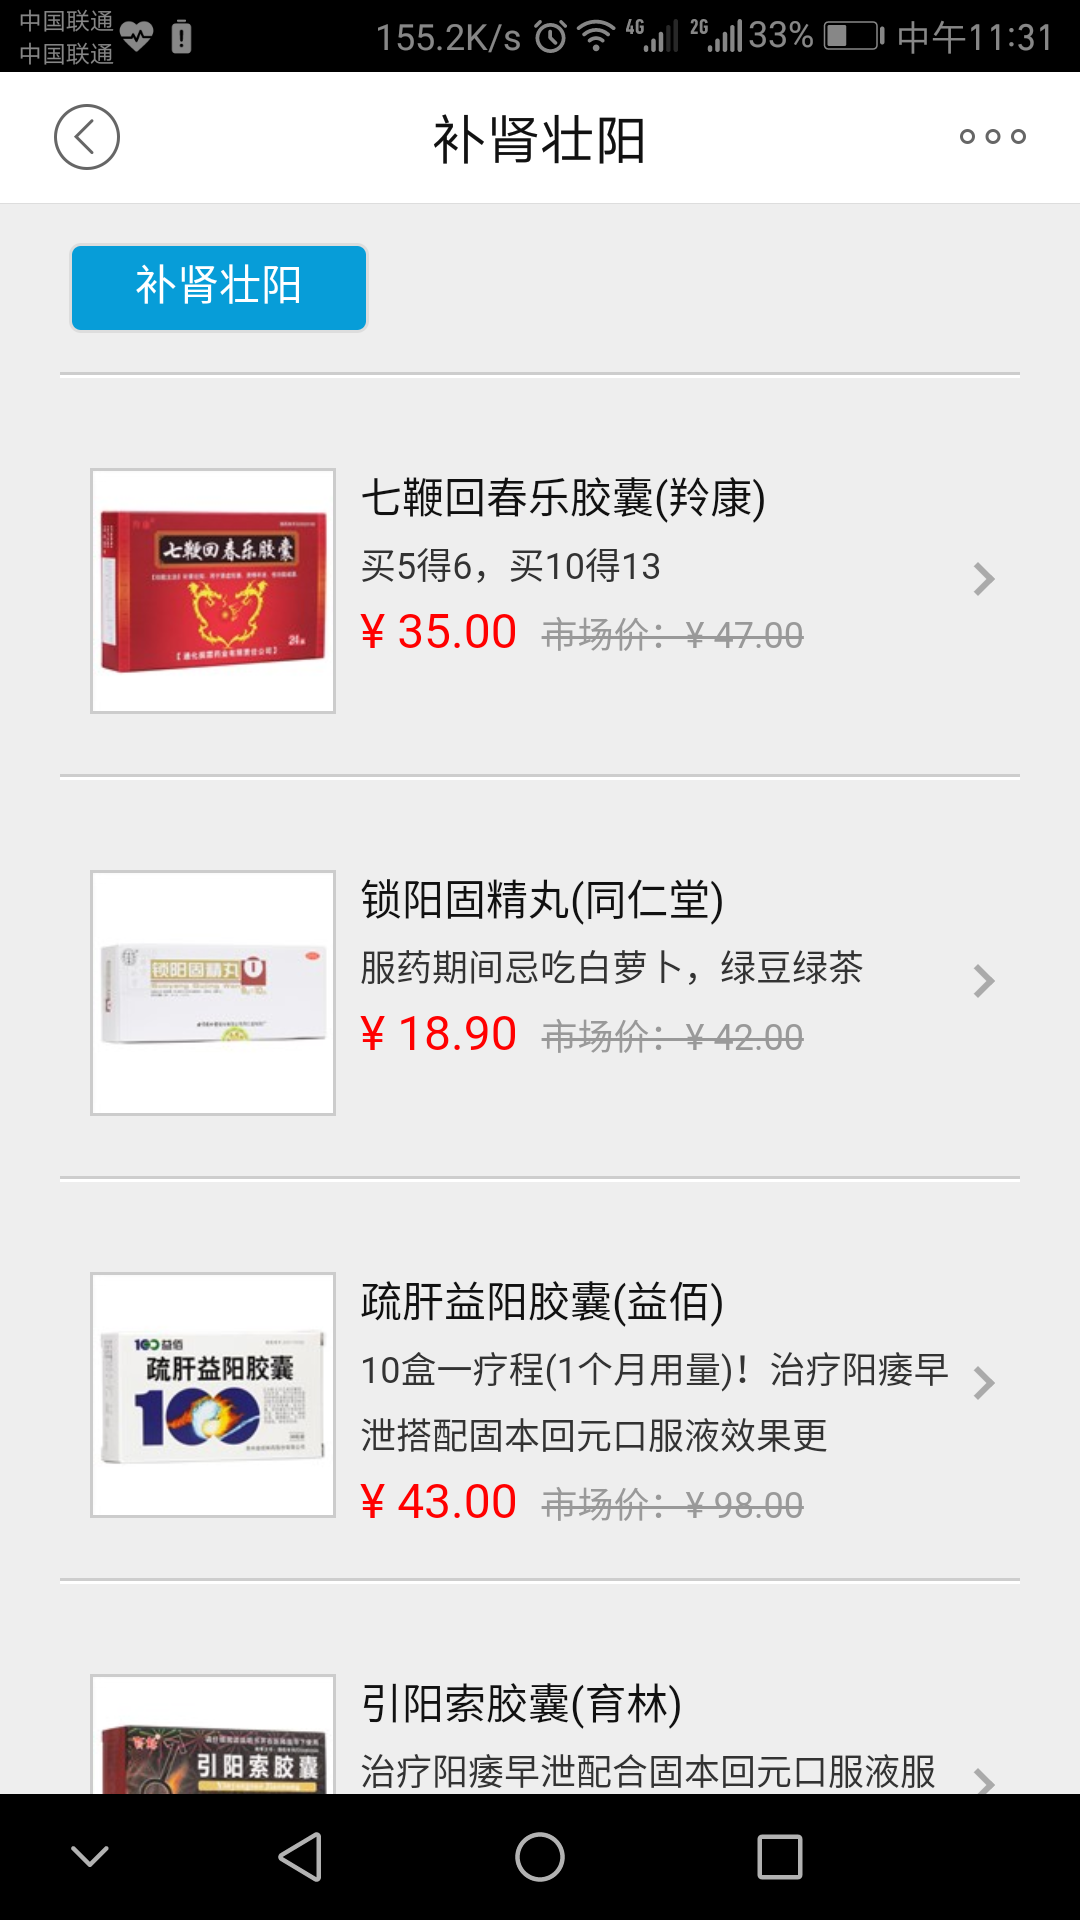 中国联通
中国联通
155.2K/s 4G 2G 33% 中午11:31
补肾壮阳
补肾壮阳
七鞭回春乐胶囊(羚康)
买5得6，买10得13
¥ 35.00 市场价：¥ 47.00
七鞭回春乐胶囊
锁阳固精丸(同仁堂)
服药期间忌吃白萝卜，绿豆绿茶
¥ 18.90 市场价：¥ 42.00
锁阳固精丸
疏肝益阳胶囊(益佰)
10盒一疗程(1个月用量)！治疗阳痿早
泄搭配固本回元口服液效果更
¥ 43.00 市场价：¥ 98.00
100益佰
疏肝益阳胶囊
100
引阳索胶囊(育林)
治疗阳痿早泄配合固本回元口服液服
引阳索胶囊